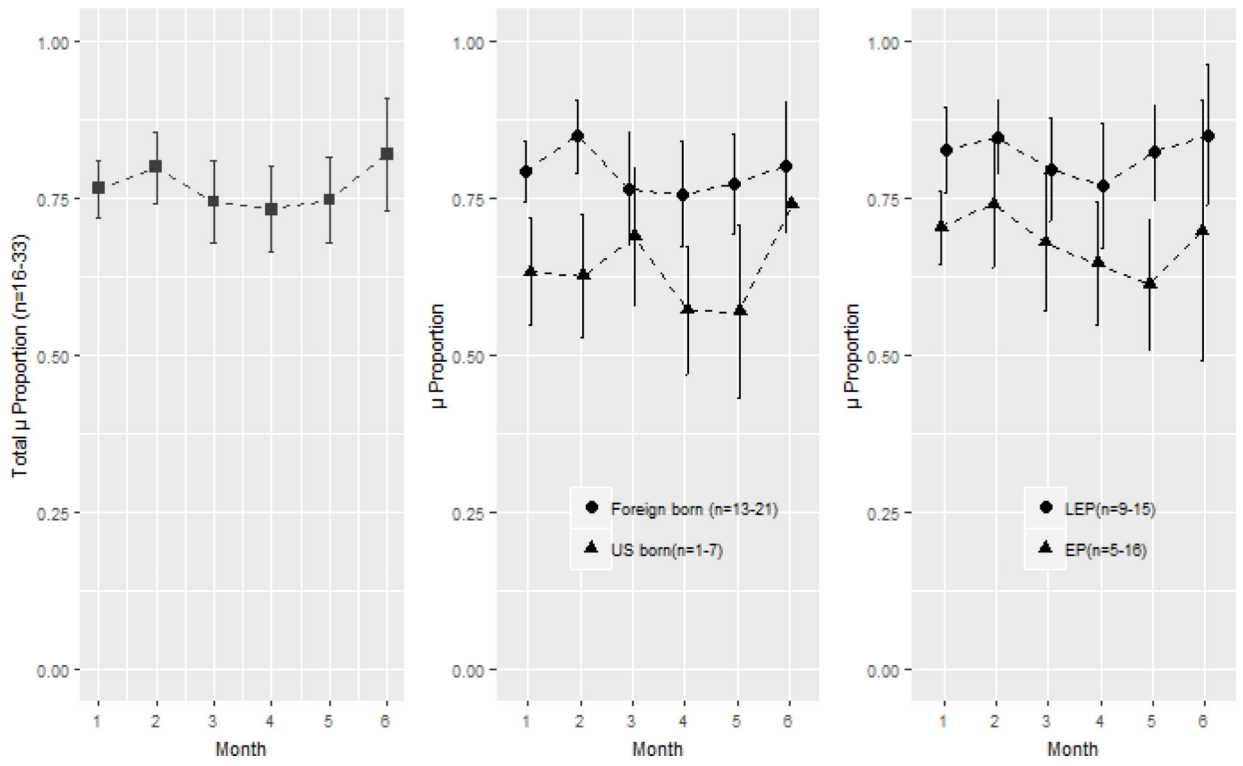 Total µ Proportion (n=16-33)
1.00
0.75
0.50
0.25
0.00
1 2 3 4 5 6
Month
µ Proportion
1.00
0.75
0.50
0.25
0.00
Foreign born (n=13-21)
US born(n=1-7)
1 2 3 4 5 6
Month
µ Proportion
1.00
0.75
0.50
0.25
0.00
LEP(n=9-15)
EP(n=5-16)
1 2 3 4 5 6
Month